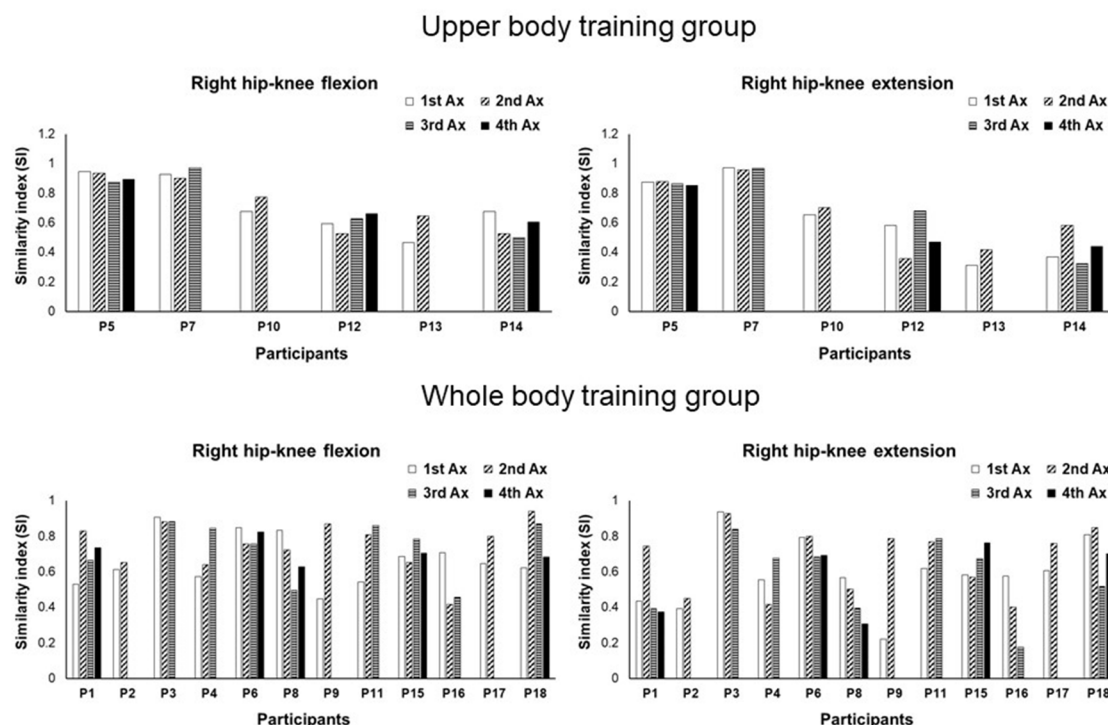 Upper body training group
Right hip-knee flexion
1st Ax 2nd Ax
3rd Ax 4th Ax
Similarity index (SI)
1.2
1
0.8
0.6
0.4
0.2
0
P5 P7 P10 P12 P13 P14
Participants
Right hip-knee extension
1st Ax 2nd Ax
3rd Ax 4th Ax
Similarity index (SI)
1.2
1
0.8
0.6
0.4
0.2
0
P5 P7 P10 P12 P13 P14
Participants
Whole body training group
Right hip-knee flexion
1st Ax 2nd Ax
3rd Ax 4th Ax
Similarity index (SI)
1
0.8
0.6
0.4
0.2
0
P1 P2 P3 P4 P6 P8 P9 P11 P15 P16 P17 P18
Participants
Right hip-knee extension
1st Ax 2nd Ax
3rd Ax 4th Ax
Similarity index (SI)
1
0.8
0.6
0.4
0.2
0
P1 P2 P3 P4 P6 P8 P9 P11 P15 P16 P17 P18
Participants